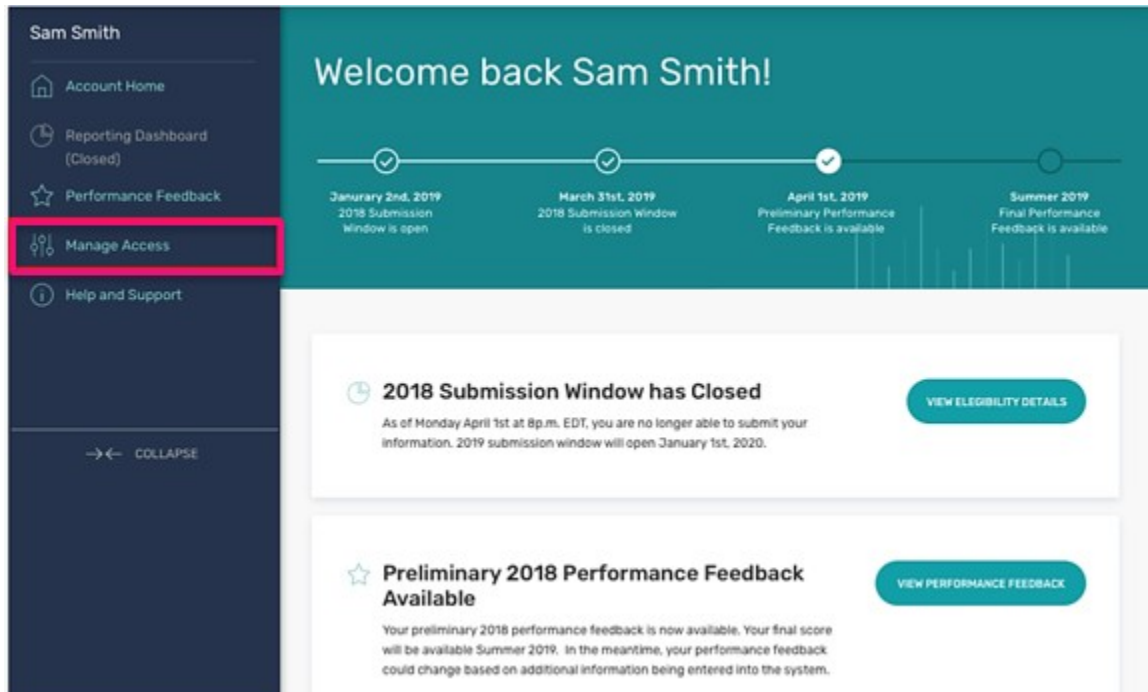 Sam Smith
Account Home
Reporting Dashboard
(Closed)
Performance Feedback
Manage Access
Help and Support
COLLAPSE
Welcome back Sam Smith!
Janurary 2nd, 2019
2018 Submission
Window is open
March 31st, 2019
2018 Submission Window
is closed
April 1st, 2019
Preliminary Performance
Feedback is available
Summer 2019
Final Performance
Feedback is available
2018 Submission Window has Closed
As of Monday April 1st at 8p.m. EDT, you are no longer able to submit your
information. 2019 submission window will open January 1st, 2020.
VIEW ELEGIBILITY DETAILS
Preliminary 2018 Performance Feedback
Available
Your preliminary 2018 performance feedback is now available. Your final score
will be available Summer 2019. In the meantime, your performance feedback
could change based on additional information being entered into the system.
VIEW PERFORMANCE FEEDBACK